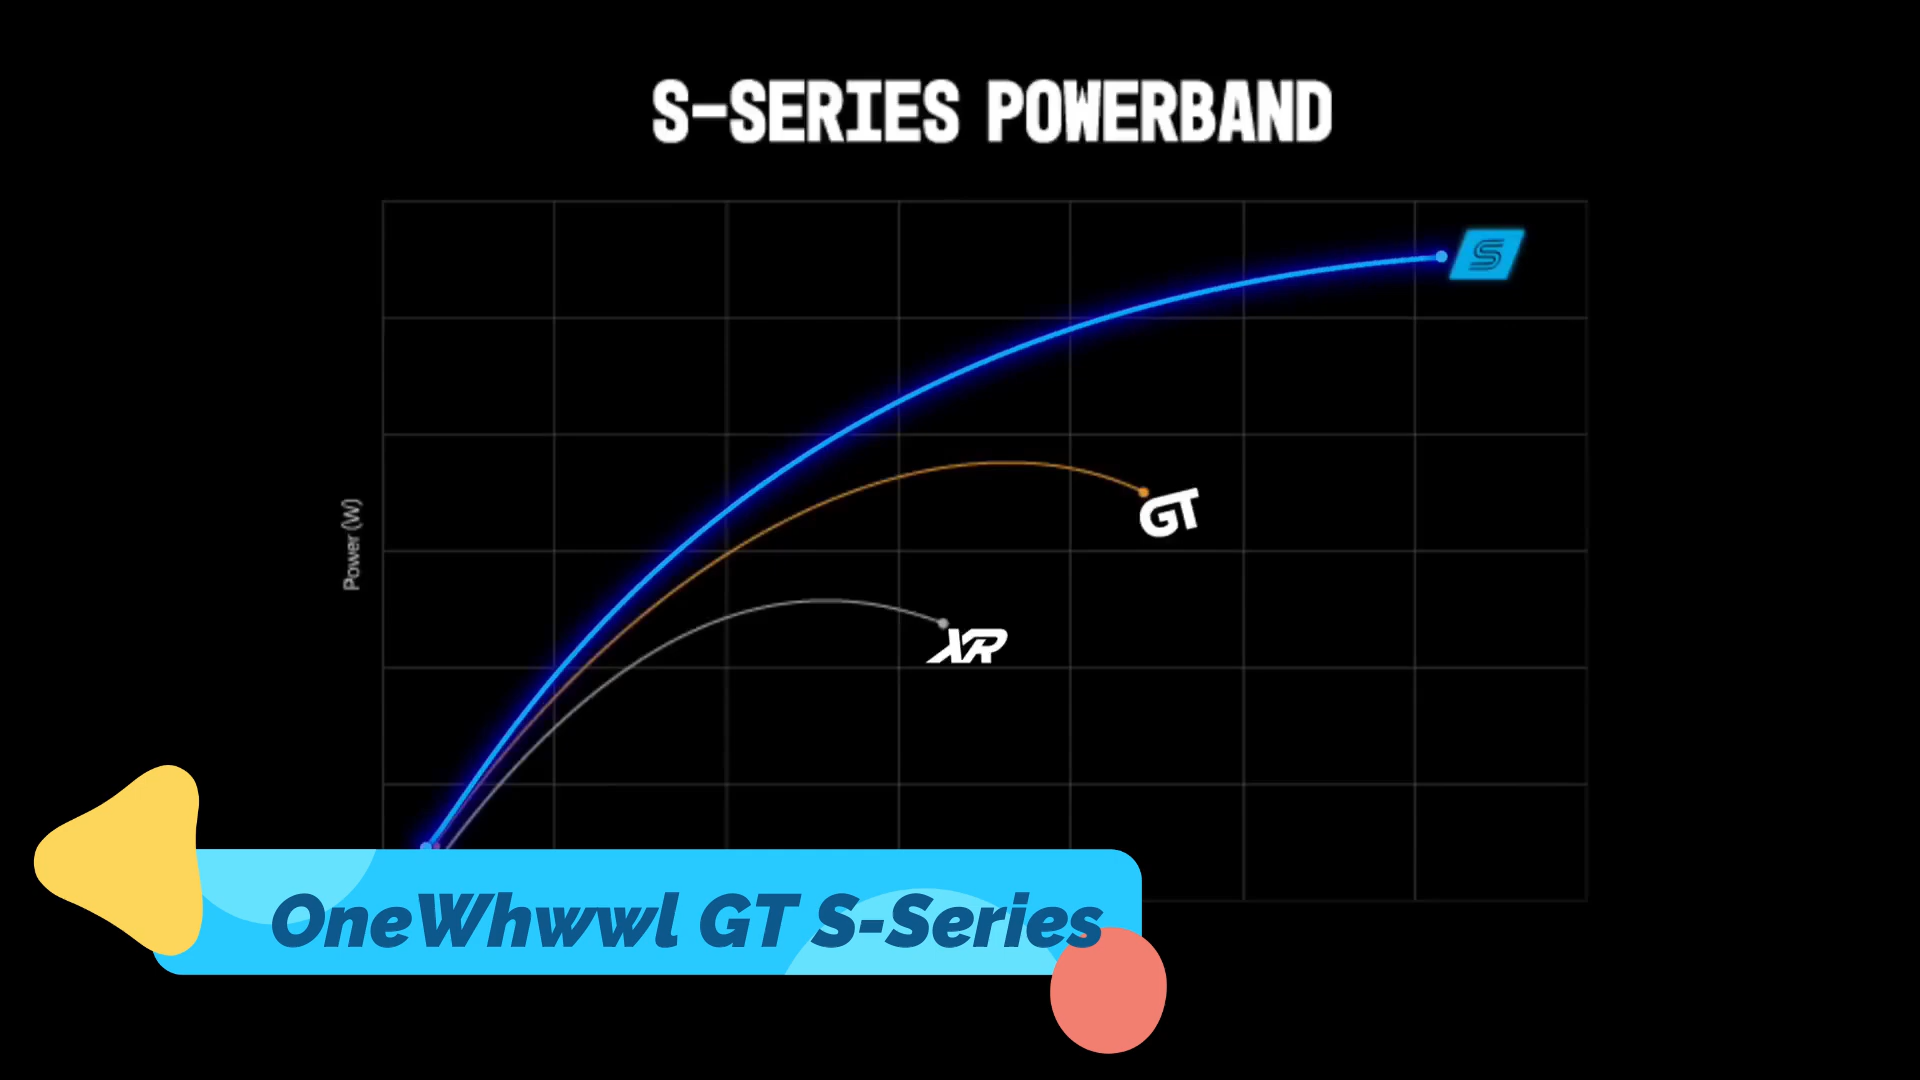 S-SERIES POWERBAND
S
GT
XR
Power (W)
OneWhwwl GT S-Series